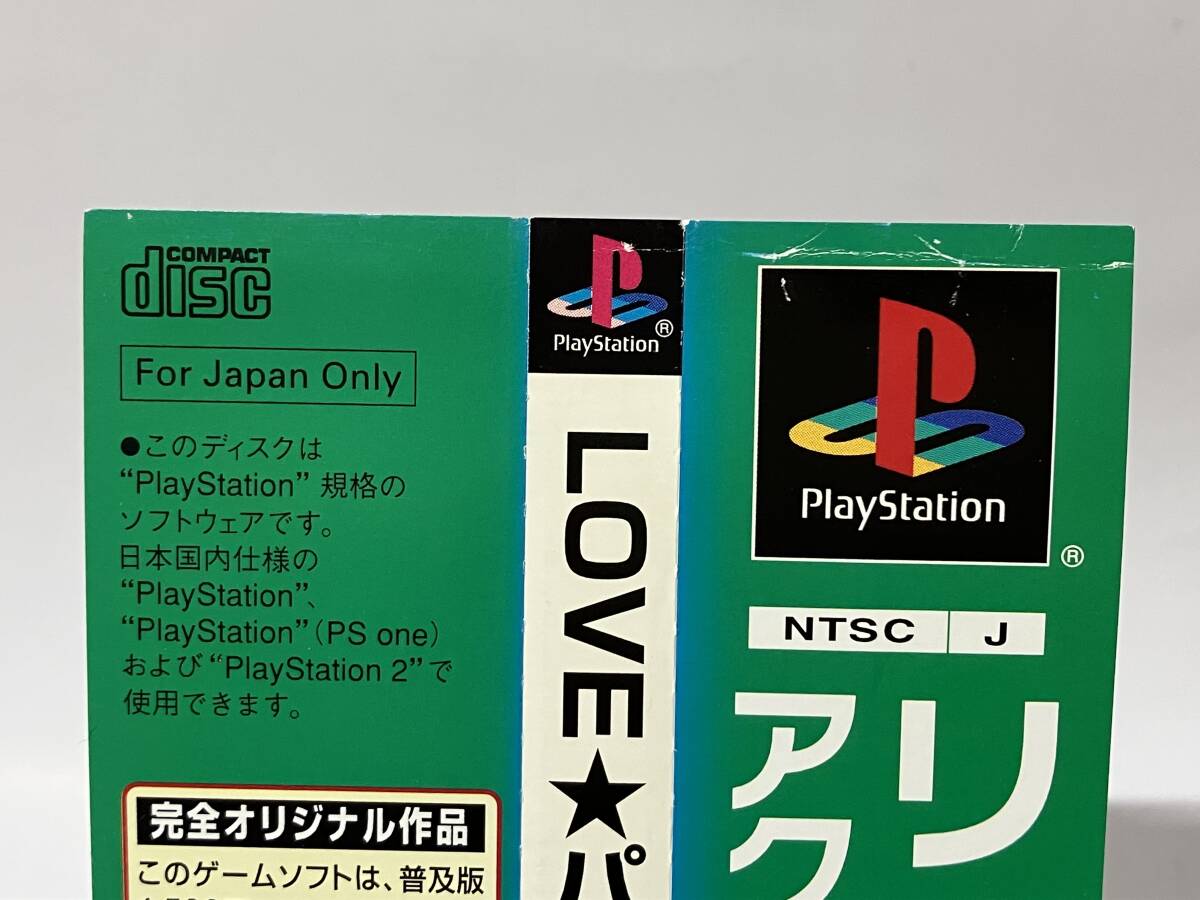 COMPACT
disc
For Japan Only
●このディスクは
“PlayStation” 規格の
ソフトウェアです。
日本国内仕様の
“PlayStation”、
“PlayStation”(PS one)
および“PlayStation 2”で
使用できます。
完全オリジナル作品
このゲームソフトは、普及版
PlayStation
®
LOVE★パ
PlayStation
®
NTSC J
リ
アク